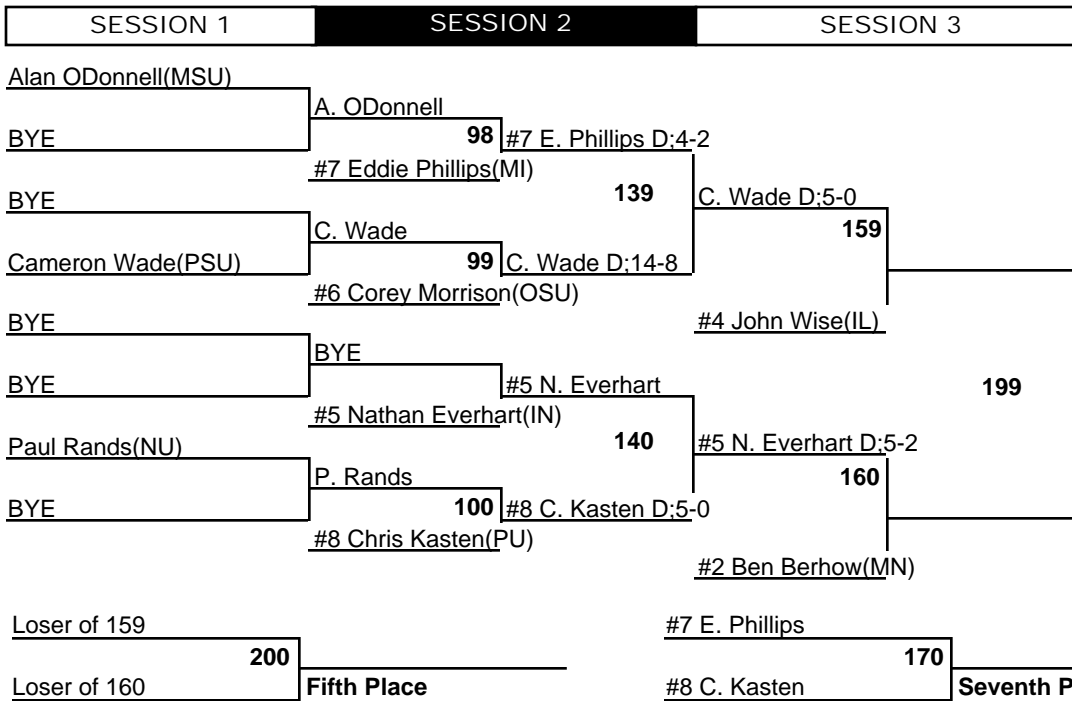 SESSION 1 SESSION 2 SESSION 3
Alan ODonnell(MSU)
A. ODonnell
BYE 98 #7 E. Phillips D;4-2
#7 Eddie Phillips(MI)
139
BYE C. Wade D;5-0
C. Wade 159
Cameron Wade(PSU) 99 C. Wade D;14-8
#6 Corey Morrison(OSU)
BYE #4 John Wise(IL)
BYE
BYE #5 N. Everhart 199
#5 Nathan Everhart(IN)
Paul Rands(NU) 140 #5 N. Everhart D;5-2
P. Rands 160
BYE 100 #8 C. Kasten D;5-0
#8 Chris Kasten(PU)
#2 Ben Berhow(MN)
Loser of 159 #7 E. Phillips
200 170
Loser of 160 Fifth Place #8 C. Kasten Seventh P